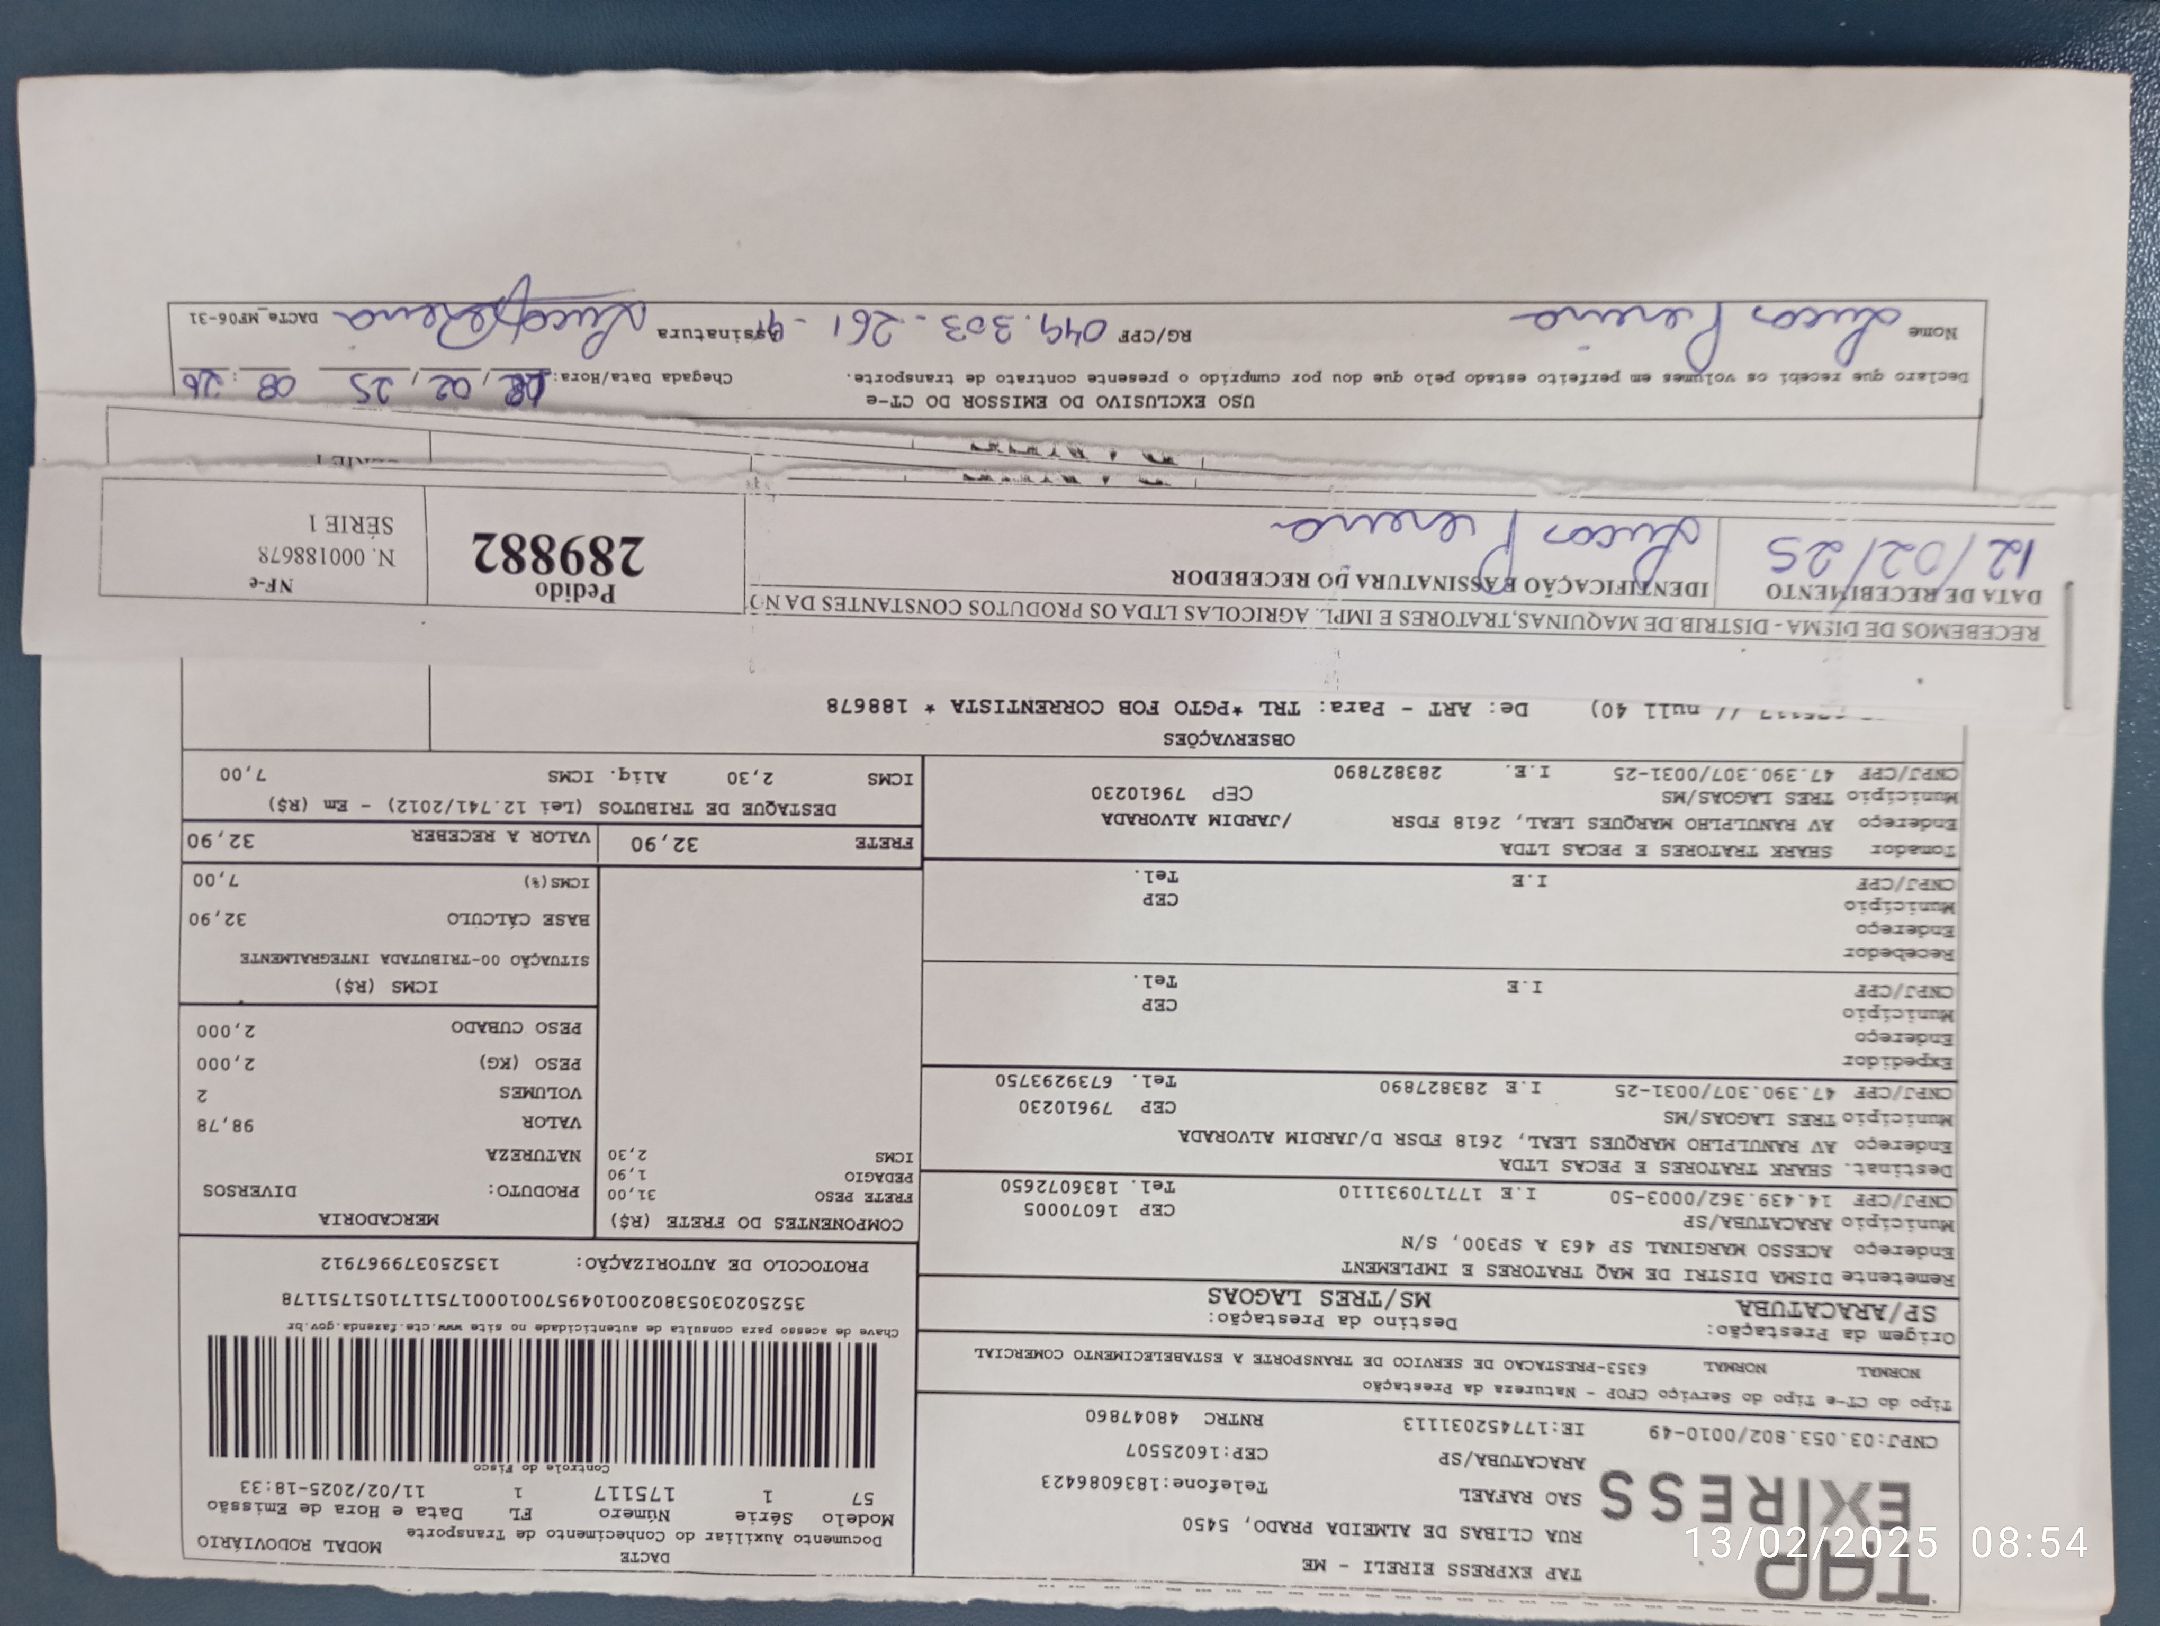 TAP
EXIRESS
TAP EXPRESS EIRELI - ME
RUA CLIBAS DE ALMEIDA PRADO, 5450
SAO RAFAEL Telefone:1836086423
ARACATUBA/SP CEP:16025507
CNPJ:03.053.802/0010-49 IE:177452031113 RNTRC 48047860
DACTE MODAL RODOVIÁRIO
Documento Auxiliar do Conhecimento de Transporte
Modelo Série Número FL Data e Hora de Emissão
57 1 175117 1 11/02/2025-18:33
Controle do Fisco
Chave de acesso para consulta de autenticidade no site www.cte.fazenda.gov.br
35250203053802001049570010001751171051751178
PROTOCOLO DE AUTORIZAÇÃO: 135250379967912
Tipo do CT-e Tipo do Serviço CFOP - Natureza da Prestação
NORMAL NORMAL 6353-PRESTACAO DE SERVICO DE TRANSPORTE A ESTABELECIMENTO COMERCIAL
Origem da Prestação: Destino da Prestação:
SP/ARACATUBA MS/TRES LAGOAS
Remetente DISMA DISTRI DE MAQ TRATORES E IMPLEMENT
Endereço ACESSO MARGINAL SP 463 A SP300, S/N
Município ARACATUBA/SP CEP 16070005
CNPJ/CPF 14.439.362/0003-50 I.E 177170931110 Tel. 1836072650
Destinat. SHARK TRATORES E PECAS LTDA
Endereço AV RANULPLHO MARQUES LEAL, 2618 FDSR D/JARDIM ALVORADA
Município TRES LAGOAS/MS CEP 79610230
CNPJ/CPF 47.390.307/0031-25 I.E 283827890 Tel. 6739293750
Expedidor
Endereço
Município CEP
CNPJ/CPF I.E Tel.
Recebedor
Endereço
Município CEP
CNPJ/CPF I.E Tel.
Tomador SHARK TRATORES E PECAS LTDA
Endereço AV RANULPLHO MARQUES LEAL, 2618 FDSR /JARDIM ALVORADA
Município TRES LAGOAS/MS CEP 79610230
CNPJ/CPF 47.390.307/0031-25 I.E. 283827890
COMPONENTES DO FRETE (R$)
FRETE PESO 31,00
PEDAGIO 1,90
ICMS 2,30
MERCADORIA
PRODUTO: DIVERSOS
NATUREZA
VALOR 98,78
VOLUMES 2
PESO (KG) 2,000
PESO CUBADO 2,000
ICMS (R$)
SITUAÇÃO 00-TRIBUTADA INTEGRALMENTE
BASE CÁLCULO 32,90
ICMS(%) 7,00
FRETE 32,90 VALOR A RECEBER 32,90
DESTAQUE DE TRIBUTOS (Lei 12.741/2012) - Em (R$)
ICMS 2,30 Alíq. ICMS 7,00
OBSERVAÇÕES
// null 40) De: ART - Para: TRL *PGTO FOB CORRENTISTA * 188678
RECEBEMOS DE DISMA - DISTRIB.DE MAQUINAS,TRATORES E IMPL. AGRICOLAS LTDA OS PRODUTOS CONSTANTES DA NO
DATA DE RECEBIMENTO IDENTIFICAÇÃO E ASSINATURA DO RECEBEDOR
12/02/25 Lucas Pereira
Pedido
289882
NF-e
N. 000188678
SÉRIE 1
USO EXCLUSIVO DO EMISSOR DO CT-e
Declaro que recebi os volumes em perfeito estado pelo que dou por cumprido o presente contrato de transporte. Chegada Data/Hora: 02, 25 08:
Nome Lucas Pereira RG/CPF 049.303.261 Assinatura Lucas Pereira DACTe_MF06-31
13/02/2025 08:54